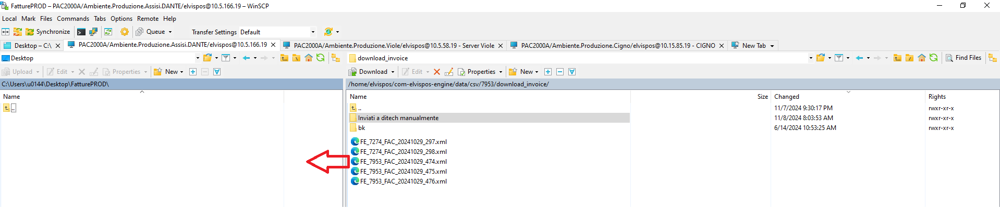 FatturePROD – PAC2000A/Ambiente.Produzione.Assisi.DANTE/elvispos@10.5.166.19 – WinSCP
Local Mark Files Commands Tabs Options Remote Help
Synchronize Queue Transfer Settings Default
Desktop – C:\ PAC2000A/Ambiente.Produzione.Assisi.DANTE/elvispos@10.5.166.19 PAC2000A/Ambiente.Produzione.Viole/elvispos@10.5.58.19 - Server Viole PAC2000A/Ambiente.Produzione.Cigno/elvispos@10.15.85.19 - CIGNO New Tab
Desktop download_invoice Find Files
Upload Edit Properties New Download Edit Properties New
C:\Users\u0144\Desktop\FatturePROD\ /home/elvispos/com-elvispos-engine/data/csv/7953/download_invoice/
Name Name Size Changed Rights
.. .. 11/7/2024 9:30:17 PM rwxr-xr-x
Inviati a ditech manualmente 11/8/2024 8:03:53 AM rwxr-xr-x
bk 6/14/2024 10:53:25 AM rwxr-xr-x
FE_7274_FAC_20241029_297.xml
FE_7274_FAC_20241029_298.xml
FE_7953_FAC_20241029_474.xml
FE_7953_FAC_20241029_475.xml
FE_7953_FAC_20241029_476.xml